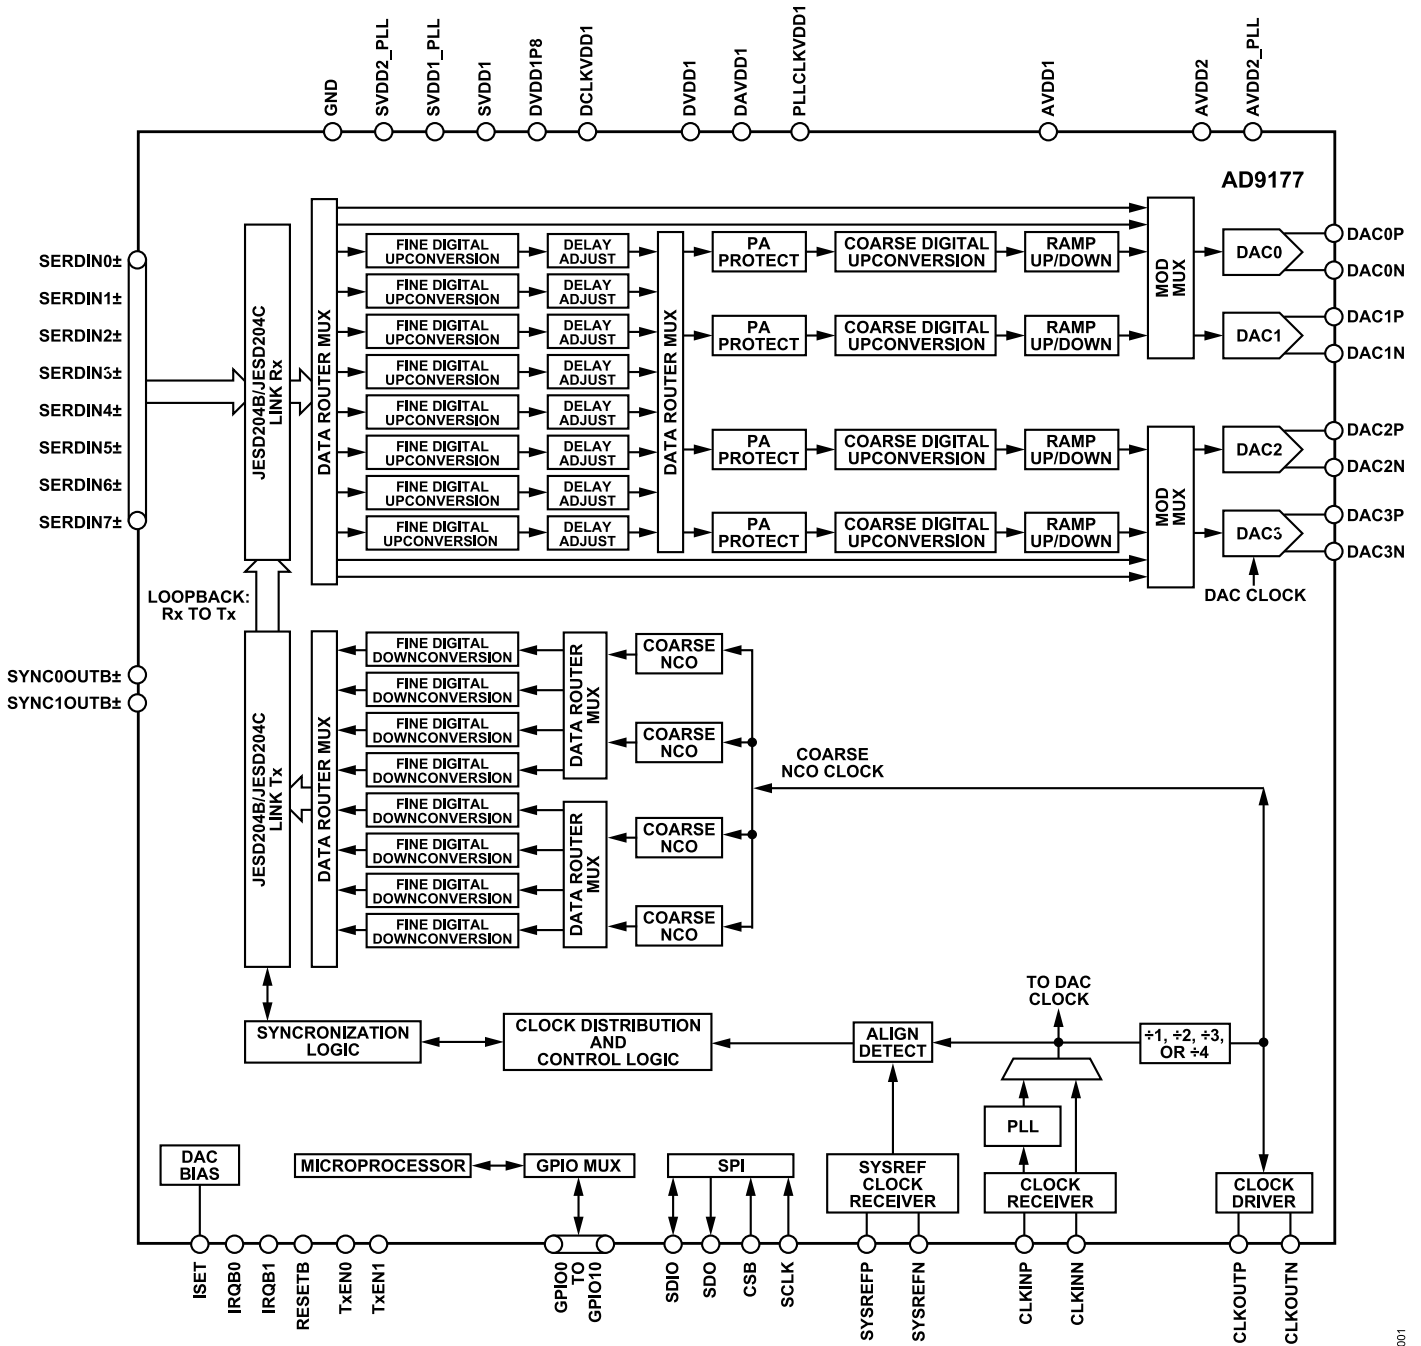 GND
SVDD2_PLL
SVDD1_PLL
SVDD1
DVDD1P8
DCLKVDD1
DVDD1
DAVDD1
PLLCLKVDD1
AVDD1
AVDD2
AVDD2_PLL
AD9177
SERDIN0±
SERDIN1±
SERDIN2±
SERDIN3±
SERDIN4±
SERDIN5±
SERDIN6±
SERDIN7±
JESD204B/JESD204C
LINK Rx
DATA ROUTER MUX
FINE DIGITAL
UPCONVERSION
DELAY
ADJUST
FINE DIGITAL
UPCONVERSION
DELAY
ADJUST
FINE DIGITAL
UPCONVERSION
DELAY
ADJUST
FINE DIGITAL
UPCONVERSION
DELAY
ADJUST
FINE DIGITAL
UPCONVERSION
DELAY
ADJUST
FINE DIGITAL
UPCONVERSION
DELAY
ADJUST
FINE DIGITAL
UPCONVERSION
DELAY
ADJUST
FINE DIGITAL
UPCONVERSION
DELAY
ADJUST
DATA ROUTER MUX
PA
PROTECT
COARSE DIGITAL
UPCONVERSION
RAMP
UP/DOWN
PA
PROTECT
COARSE DIGITAL
UPCONVERSION
RAMP
UP/DOWN
PA
PROTECT
COARSE DIGITAL
UPCONVERSION
RAMP
UP/DOWN
PA
PROTECT
COARSE DIGITAL
UPCONVERSION
RAMP
UP/DOWN
MOD
MUX
MOD
MUX
DAC0
DAC1
DAC2
DAC3
DAC CLOCK
DAC0P
DAC0N
DAC1P
DAC1N
DAC2P
DAC2N
DAC3P
DAC3N
LOOPBACK:
Rx TO Tx
SYNC0OUTB±
SYNC1OUTB±
JESD204B/JESD204C
LINK Tx
DATA ROUTER MUX
FINE DIGITAL
DOWNCONVERSION
FINE DIGITAL
DOWNCONVERSION
FINE DIGITAL
DOWNCONVERSION
FINE DIGITAL
DOWNCONVERSION
FINE DIGITAL
DOWNCONVERSION
FINE DIGITAL
DOWNCONVERSION
FINE DIGITAL
DOWNCONVERSION
FINE DIGITAL
DOWNCONVERSION
DATA ROUTER
MUX
DATA ROUTER
MUX
COARSE
NCO
COARSE
NCO
COARSE
NCO
COARSE
NCO
COARSE
NCO CLOCK
SYNCRONIZATION
LOGIC
CLOCK DISTRIBUTION
AND
CONTROL LOGIC
ALIGN
DETECT
TO DAC
CLOCK
÷1, ÷2, ÷3,
OR ÷4
PLL
DAC
BIAS
MICROPROCESSOR
GPIO MUX
SPI
SYSREF
CLOCK
RECEIVER
CLOCK
RECEIVER
CLOCK
DRIVER
ISET
IRQB0
IRQB1
RESETB
TxEN0
TxEN1
GPIO0
TO
GPIO10
SDIO
SDO
CSB
SCLK
SYSREFP
SYSREFN
CLKINP
CLKINN
CLKOUTP
CLKOUTN
001